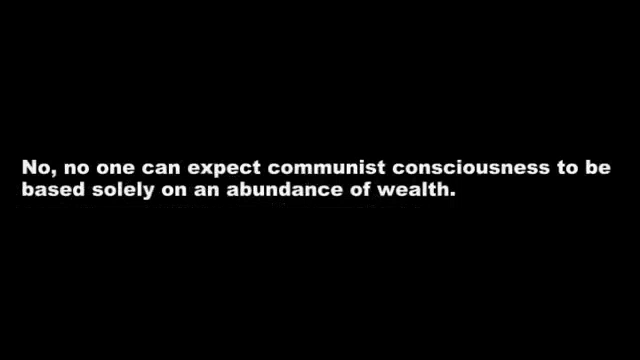 No, no one can expect communist consciousness to be
based solely on an abundance of wealth.